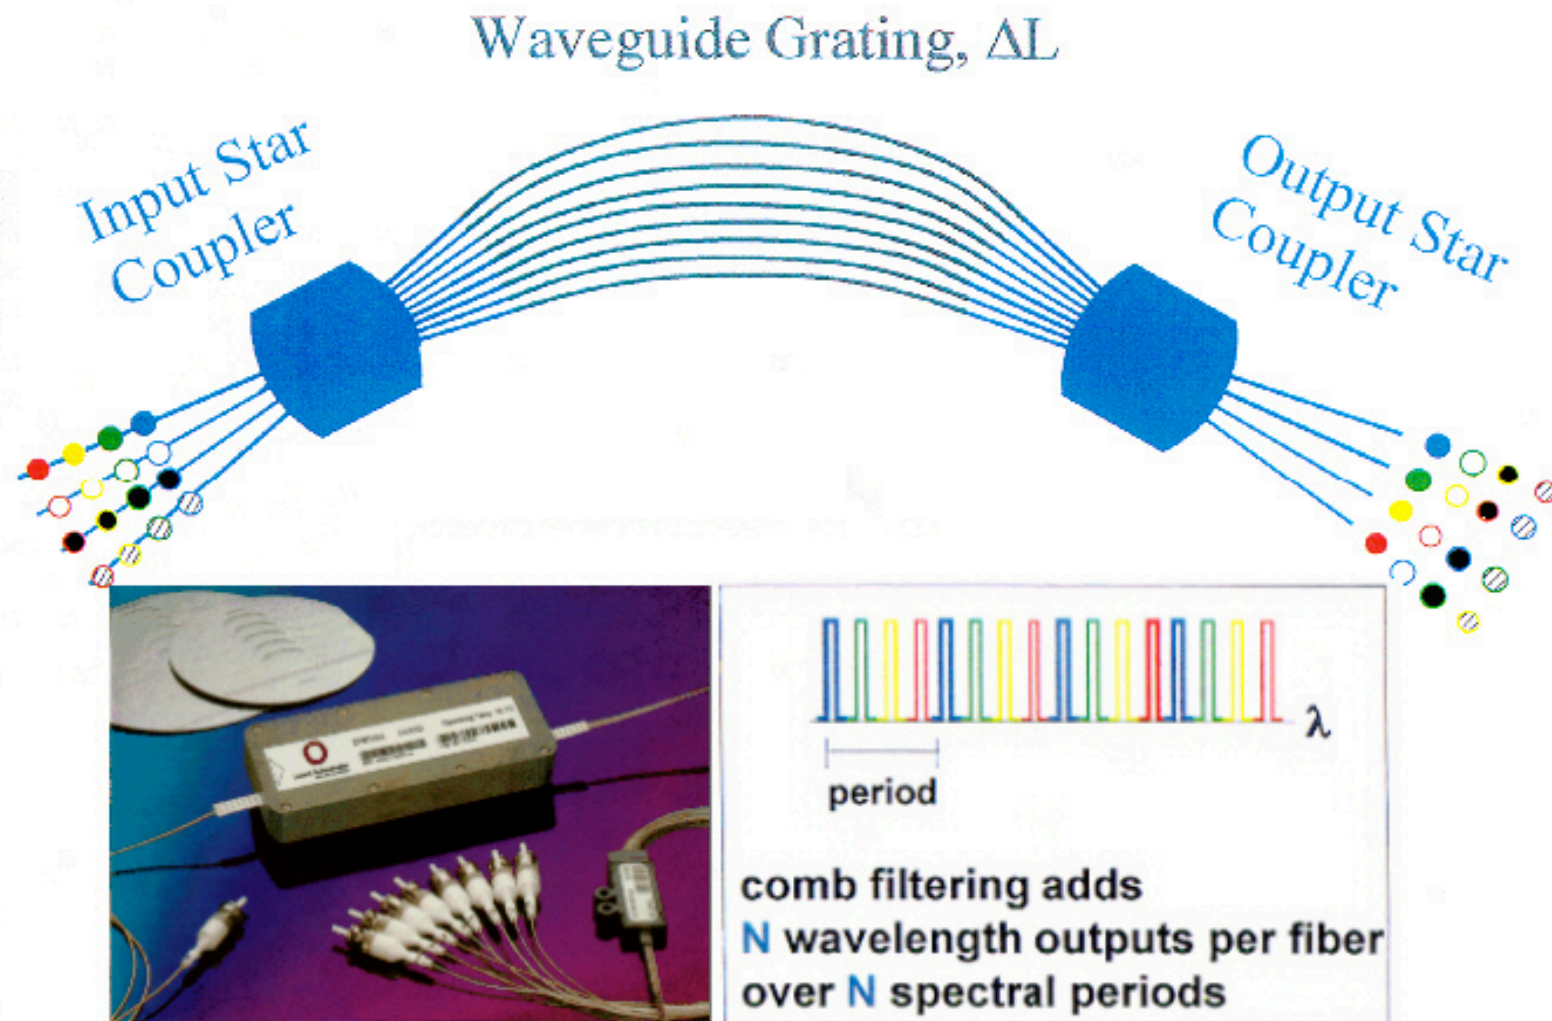 Waveguide Grating, ΔL
Input Star
Coupler
Output Star
Coupler
λ
period
comb filtering adds
N wavelength outputs per fiber
over N spectral periods